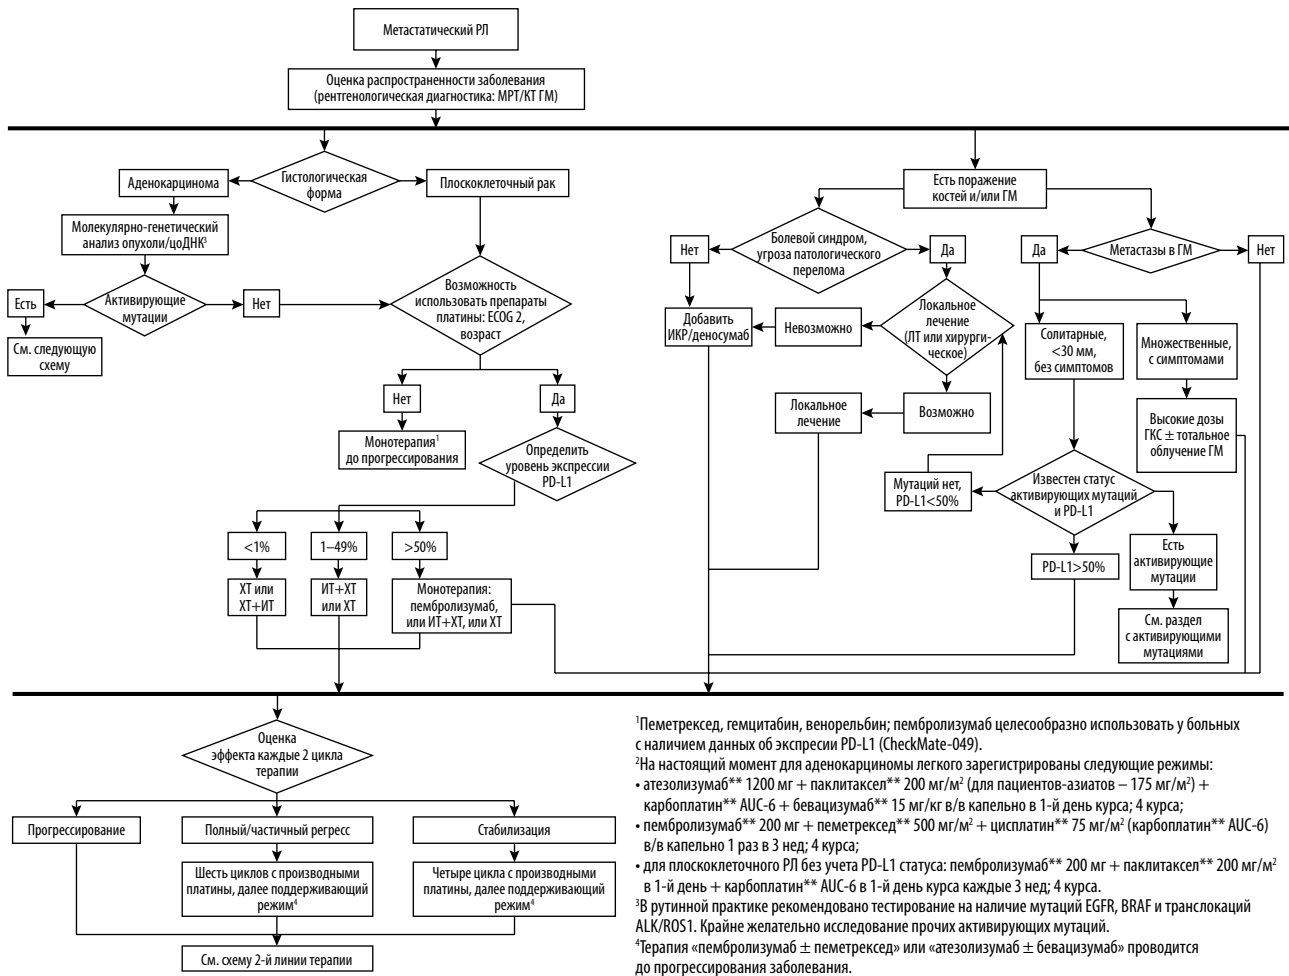 Метастатический РЛ
Оценка распространенности заболевания
(рентгенологическая диагностика: МРТ/КТ ГМ)
Аденокарцинома
Гистологическая
форма
Плоскоклеточный рак
Молекулярно-генетический
анализ опухоли/цоДНК³
Есть
Активирующие
мутации
Нет
См. следующую
схему
Возможность
использовать препараты
платины: ECOG 2,
возраст
Нет
Да
Монотерапия¹
до прогрессирования
Определить
уровень экспрессии
PD-L1
<1%
1–49%
>50%
ХТ или
ХТ+ИТ
ИТ+ХТ
или ХТ
Монотерапия:
пембролизумаб,
или ИТ+ХТ, или ХТ
Есть поражение
костей и/или ГМ
Нет
Болевой синдром,
угроза патологического
перелома
Да
Да
Метастазы в ГМ
Нет
Добавить
ИКР/деносумаб
Невозможно
Локальное
лечение
(ЛТ или хирурги-
ческое)
Солитарные,
<30 мм,
без симптомов
Множественные,
с симптомами
Локальное
лечение
Возможно
Высокие дозы
ГКС ± тотальное
облучение ГМ
Мутаций нет,
PD-L1<50%
Известен статус
активирующих мутаций
и PD-L1
PD-L1>50%
Есть
активирующие
мутации
См. раздел
с активирующими
мутациями
Оценка
эффекта каждые 2 цикла
терапии
Прогрессирование
Полный/частичный регресс
Стабилизация
Шесть циклов с производными
платины, далее поддерживающий
режим⁴
Четыре цикла с производными
платины, далее поддерживающий
режим⁴
См. схему 2-й линии терапии
¹Пеметрексед, гемцитабин, венорельбин; пембролизумаб целесообразно использовать у больных
с наличием данных об экспресии PD-L1 (CheckMate-049).
²На настоящий момент для аденокарциномы легкого зарегистрированы следующие режимы:
• атезолизумаб** 1200 мг + паклитаксел** 200 мг/м² (для пациентов-азиатов – 175 мг/м²) +
карбоплатин** AUC-6 + бевацизумаб** 15 мг/кг в/в капельно в 1-й день курса; 4 курса;
• пембролизумаб** 200 мг + пеметрексед** 500 мг/м² + цисплатин** 75 мг/м² (карбоплатин** AUC-6)
в/в капельно 1 раз в 3 нед; 4 курса;
• для плоскоклеточного РЛ без учета PD-L1 статуса: пембролизумаб** 200 мг + паклитаксел** 200 мг/м²
в 1-й день + карбоплатин** AUC-6 в 1-й день курса каждые 3 нед; 4 курса.
³В рутинной практике рекомендовано тестирование на наличие мутаций EGFR, BRAF и транслокаций
ALK/ROS1. Крайне желательно исследование прочих активирующих мутаций.
⁴Терапия «пембролизумаб ± пеметрексед» или «атезолизумаб ± бевацизумаб» проводится
до прогрессирования заболевания.